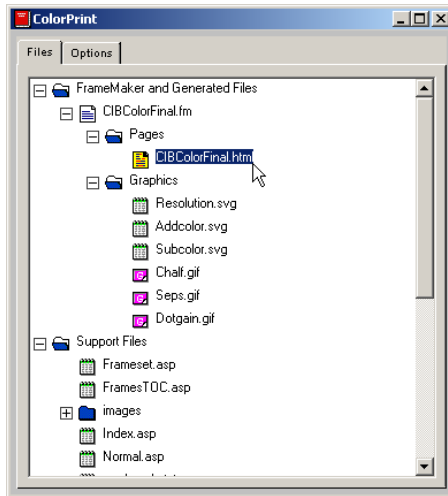 ColorPrint
Files Options
FrameMaker and Generated Files
CIBColorFinal.fm
Pages
CIBColorFinal.htm
Graphics
Resolution.svg
Addcolor.svg
Subcolor.svg
Chalf.gif
Seps.gif
Dotgain.gif
Support Files
Frameset.asp
FramesTOC.asp
images
Index.asp
Normal.asp